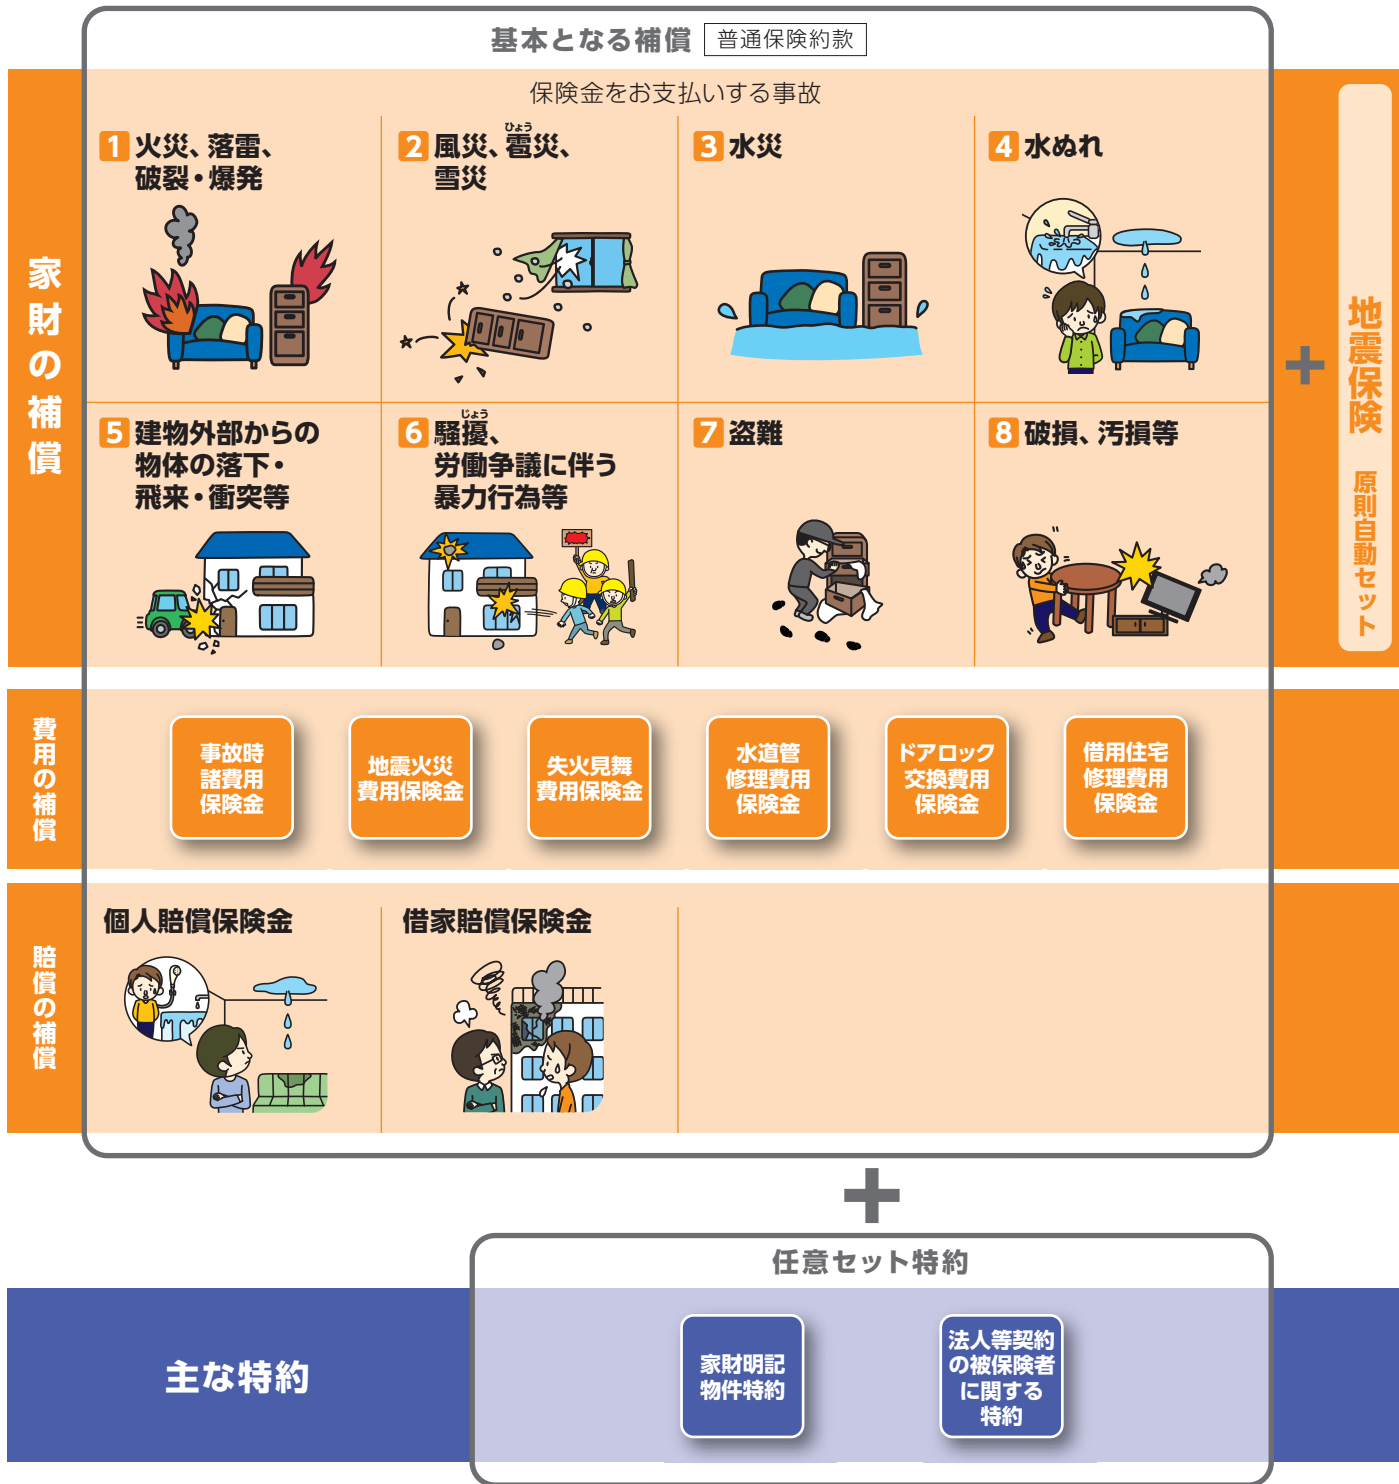 基本となる補償 普通保険約款
保険金をお支払いする事故
家財の補償
1 火災、落雷、
破裂・爆発
2 風災、雹災、
ひょう
雪災
3 水災
4 水ぬれ
5 建物外部からの
物体の落下・
飛来・衝突等
6 騒擾、
じょう
労働争議に伴う
暴力行為等
7 盗難
8 破損、汚損等
+
地震保険 原則自動セット
費用の補償
事故時
諸費用
保険金
地震火災
費用保険金
失火見舞
費用保険金
水道管
修理費用
保険金
ドアロック
交換費用
保険金
借用住宅
修理費用
保険金
賠償の補償
個人賠償保険金
借家賠償保険金
+
任意セット特約
主な特約
家財明記
物件特約
法人等契約
の被保険者
に関する
特約